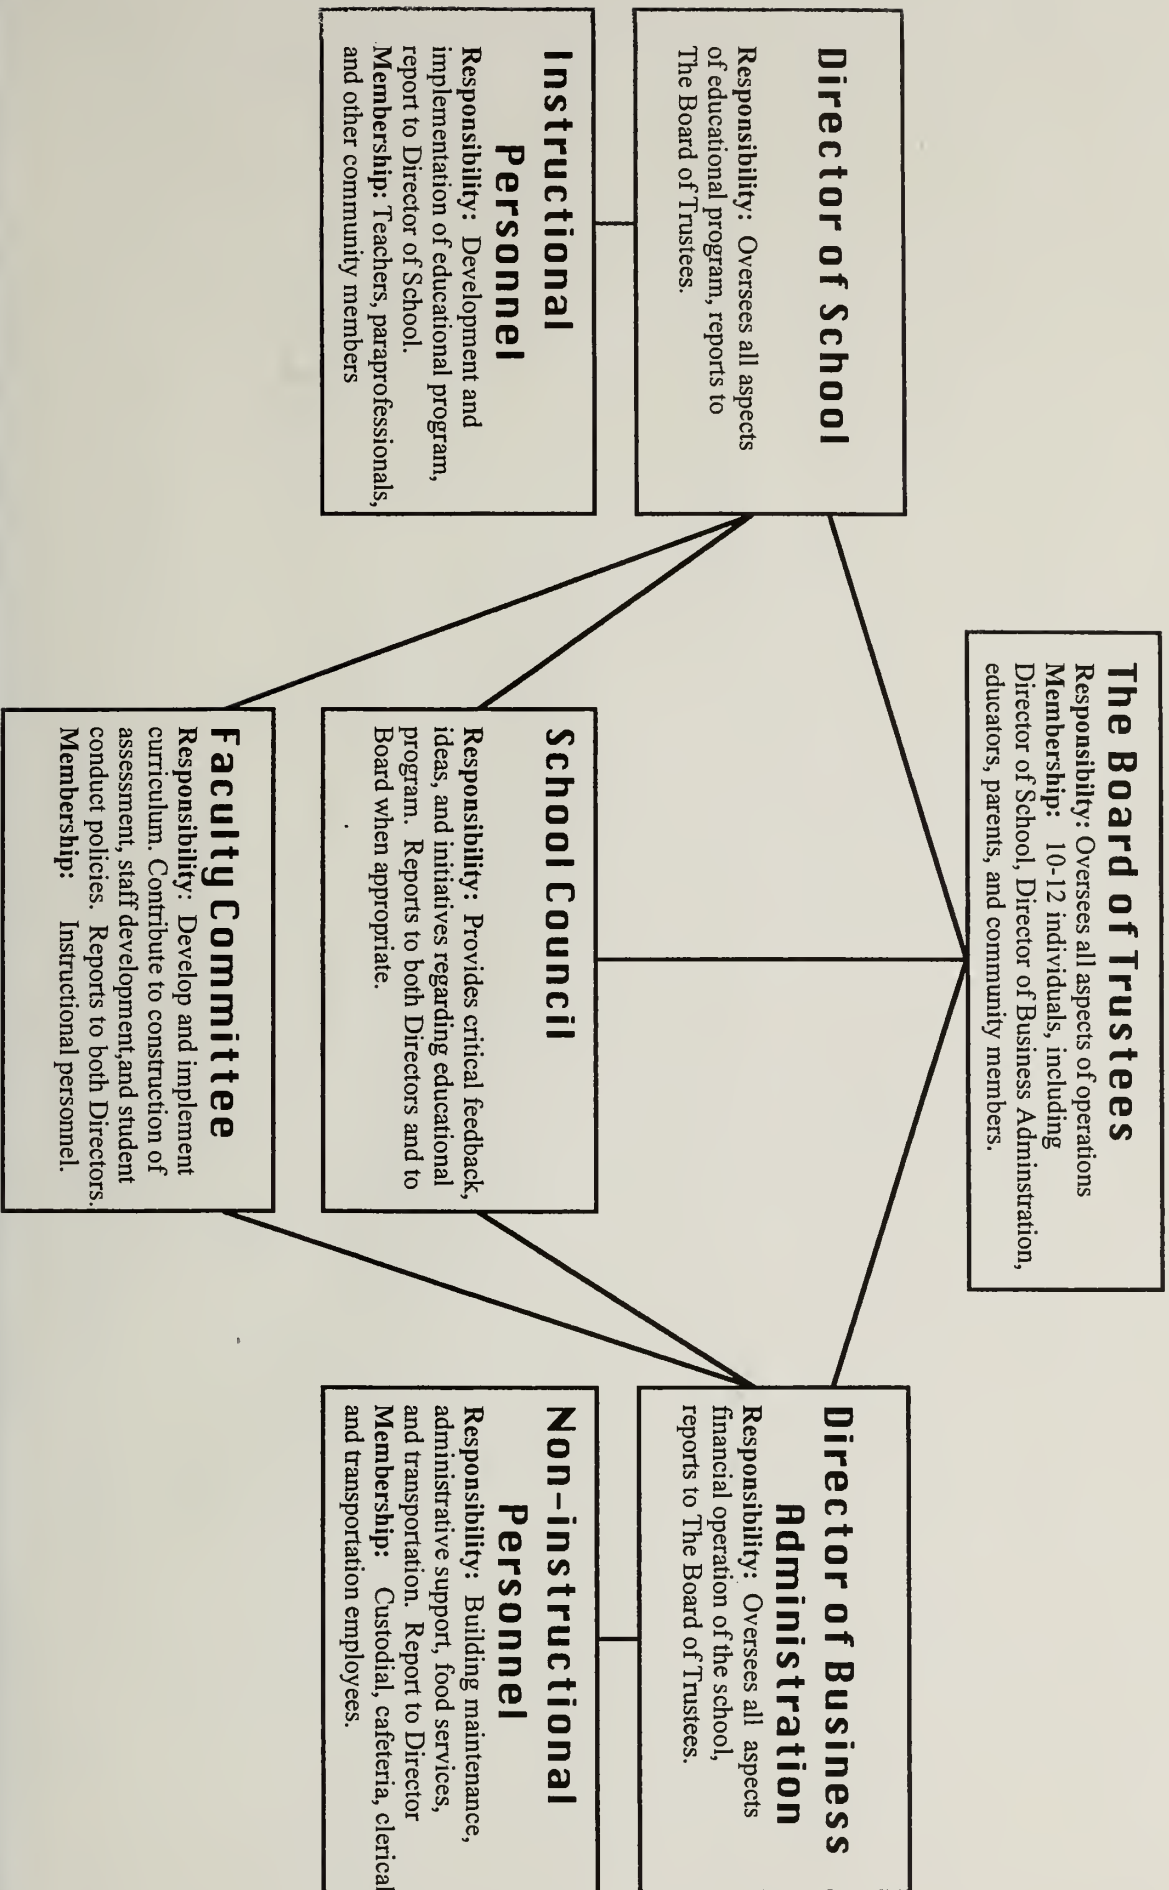 The Board of Trustees
Responsibilty: Oversees all aspects of operations
Membership: 10-12 individuals, including
Director of School, Director of Business Adminstration,
educators, parents, and community members.
Director of School
Responsibility: Oversees all aspects
of educational program, reports to
The Board of Trustees.
Director of Business
Administration
Responsibility: Oversees all aspects
financial operation of the school,
reports to The Board of Trustees.
Instructional
Personnel
Responsibility: Development and
implementation of educational program,
report to Director of School.
Membership: Teachers, paraprofessionals,
and other community members
School Council
Responsibility: Provides critical feedback,
ideas, and initiatives regarding educational
program. Reports to both Directors and to
Board when appropriate.
Non-instructional
Personnel
Responsibility: Building maintenance,
administrative support, food services,
and transportation. Report to Director
Membership: Custodial, cafeteria, clerical
and transportation employees.
Faculty Committee
Responsibility: Develop and implement
curriculum. Contribute to construction of
assessment, staff development,and student
conduct policies. Reports to both Directors.
Membership: Instructional personnel.